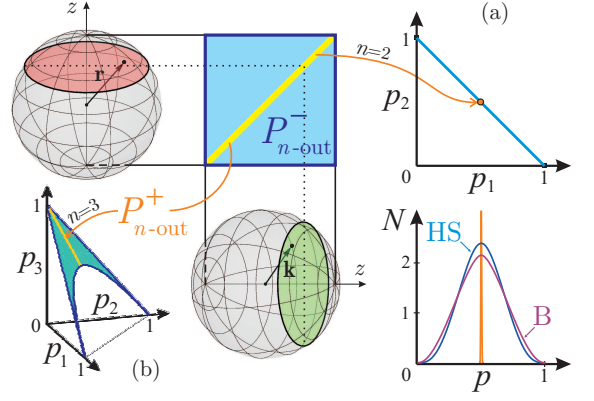 z
r
n=2
P⁻ₙ₋ₒᵤₜ
(a)
1
p₂
0
p₁
1
n=3
P⁺ₙ₋ₒᵤₜ
1
p₃
p₂
0
p₁
1
1
(b)
k
z
N
HS
2
1
B
0
p
1